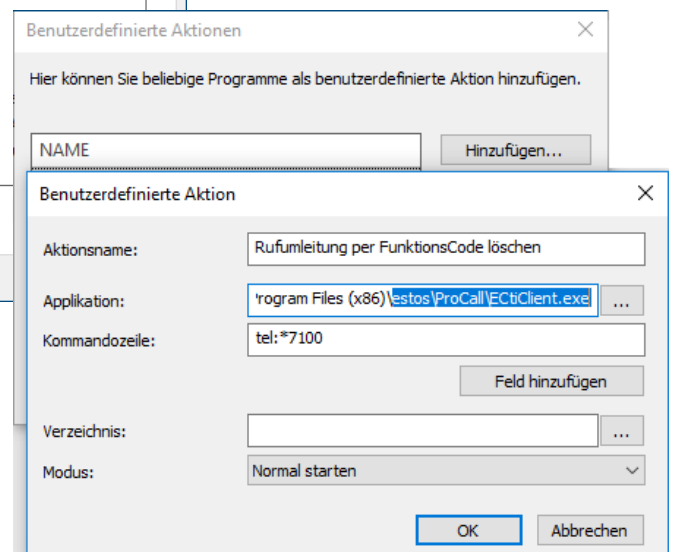 Benutzerdefinierte Aktionen
Hier können Sie beliebige Programme als benutzerdefinierte Aktion hinzufügen.
NAME
Hinzufügen...
Benutzerdefinierte Aktion
Aktionsname:
Rufumleitung per FunktionsCode löschen
Applikation:
rogram Files (x86)\estos\ProCall\ECtiClient.exe
...
Kommandozeile:
tel:*7100
Feld hinzufügen
Verzeichnis:
...
Modus:
Normal starten
OK
Abbrechen